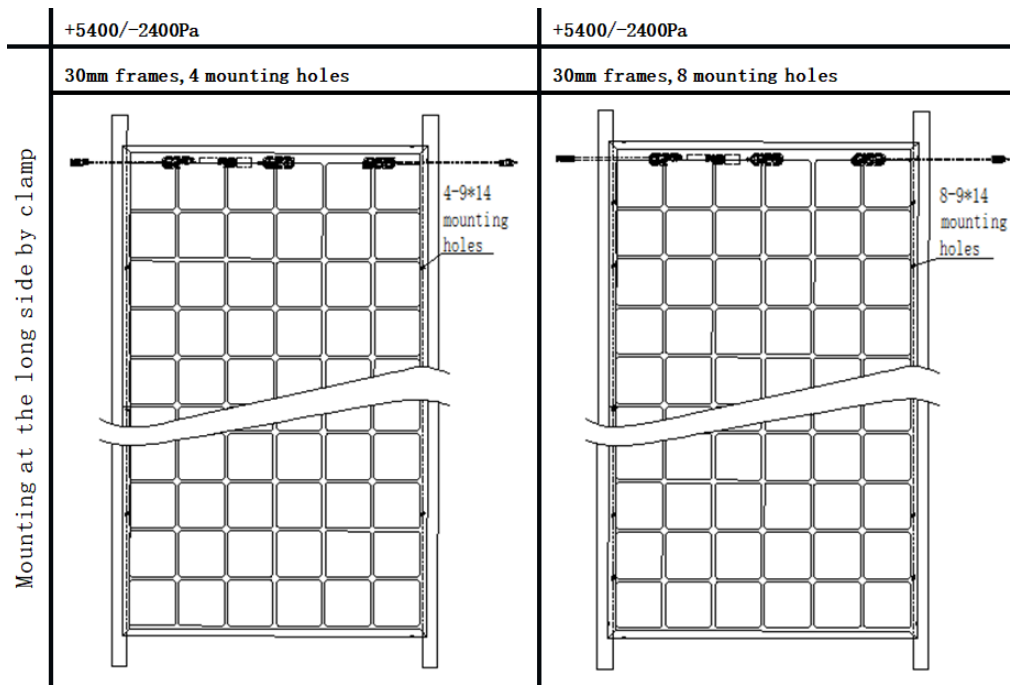 +5400/-2400Pa
+5400/-2400Pa
30mm frames,4 mounting holes
30mm frames,8 mounting holes
Mounting at the long side by clamp
4-9*14
mounting
holes
8-9*14
mounting
holes